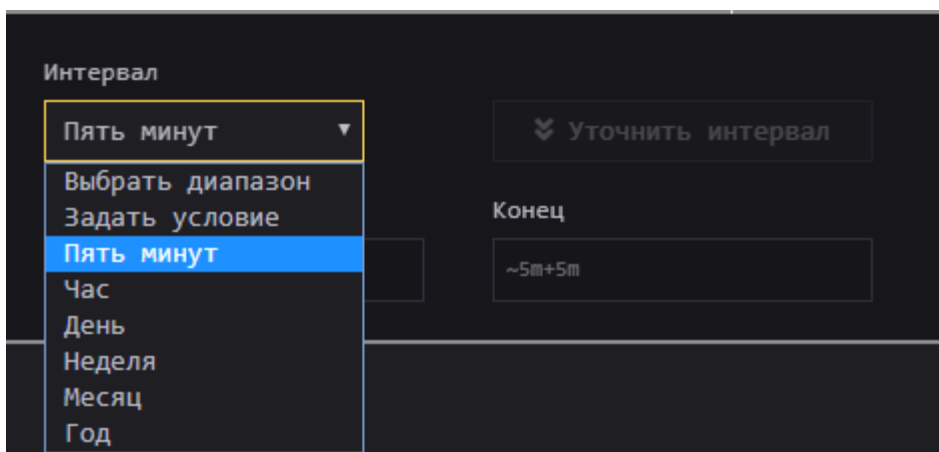 Интервал
Пять минут
Уточнить интервал
Выбрать диапазон
Задать условие
Конец
Пять минут
~5m+5m
Час
День
Неделя
Месяц
Год